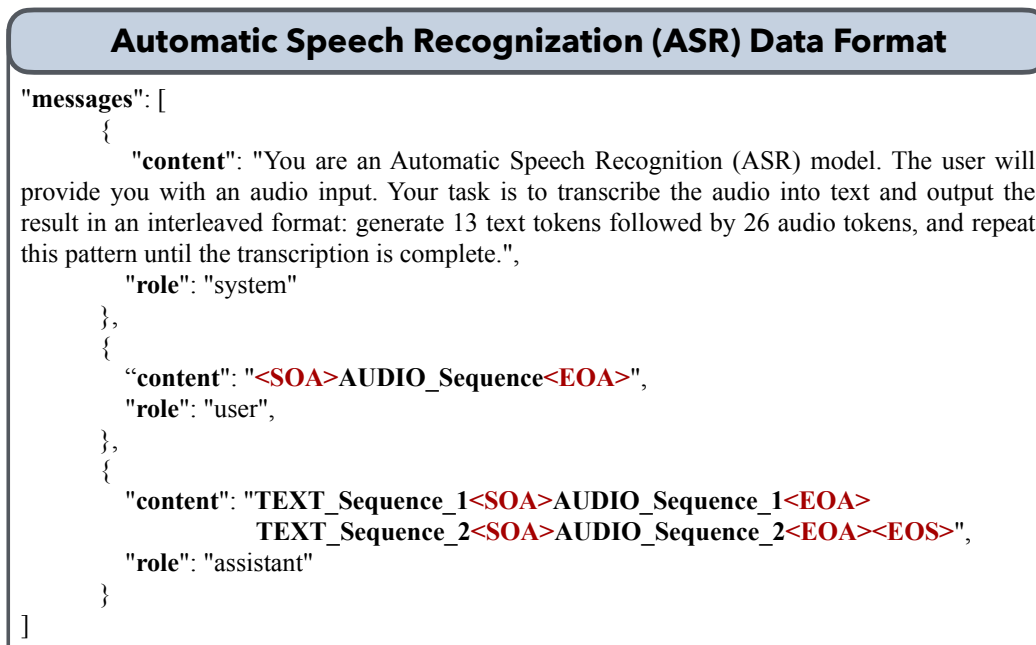 Automatic Speech Recognization (ASR) Data Format
"messages": [
{
"content": "You are an Automatic Speech Recognition (ASR) model. The user will
provide you with an audio input. Your task is to transcribe the audio into text and output the
result in an interleaved format: generate 13 text tokens followed by 26 audio tokens, and repeat
this pattern until the transcription is complete.",
"role": "system"
},
{
“content": "<SOA>AUDIO_Sequence<EOA>",
"role": "user",
},
{
"content": "TEXT_Sequence_1<SOA>AUDIO_Sequence_1<EOA>
TEXT_Sequence_2<SOA>AUDIO_Sequence_2<EOA><EOS>",
"role": "assistant"
}
]